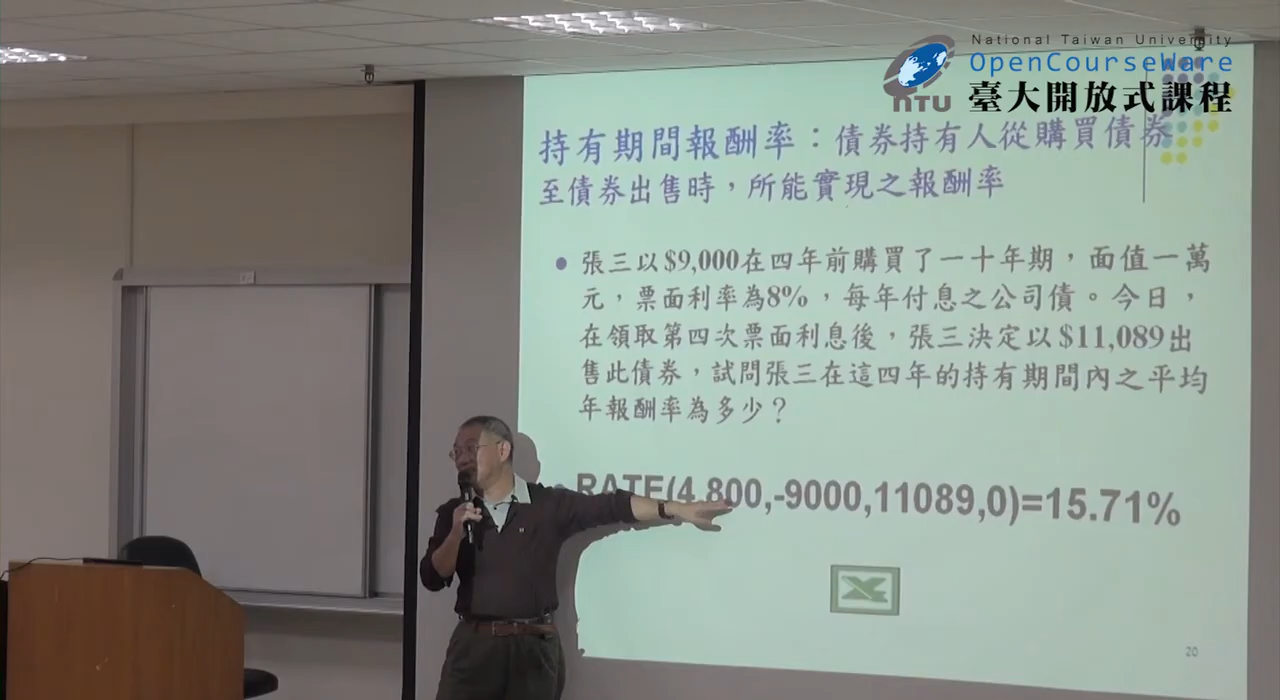 National Taiwan University
OpenCourseWare
NTU
臺大開放式課程
持有期間報酬率：債券持有人從購買債券
至債券出售時，所能實現之報酬率
張三以$9,000在四年前購買了一十年期，面值一萬
元，票面利率為8%，每年付息之公司債。今日，
在領取第四次票面利息後，張三決定以$11,089出
售此債券，試問張三在這四年的持有期間內之平均
年報酬率為多少？
RATE(4,800,-9000,11089,0)=15.71%
20